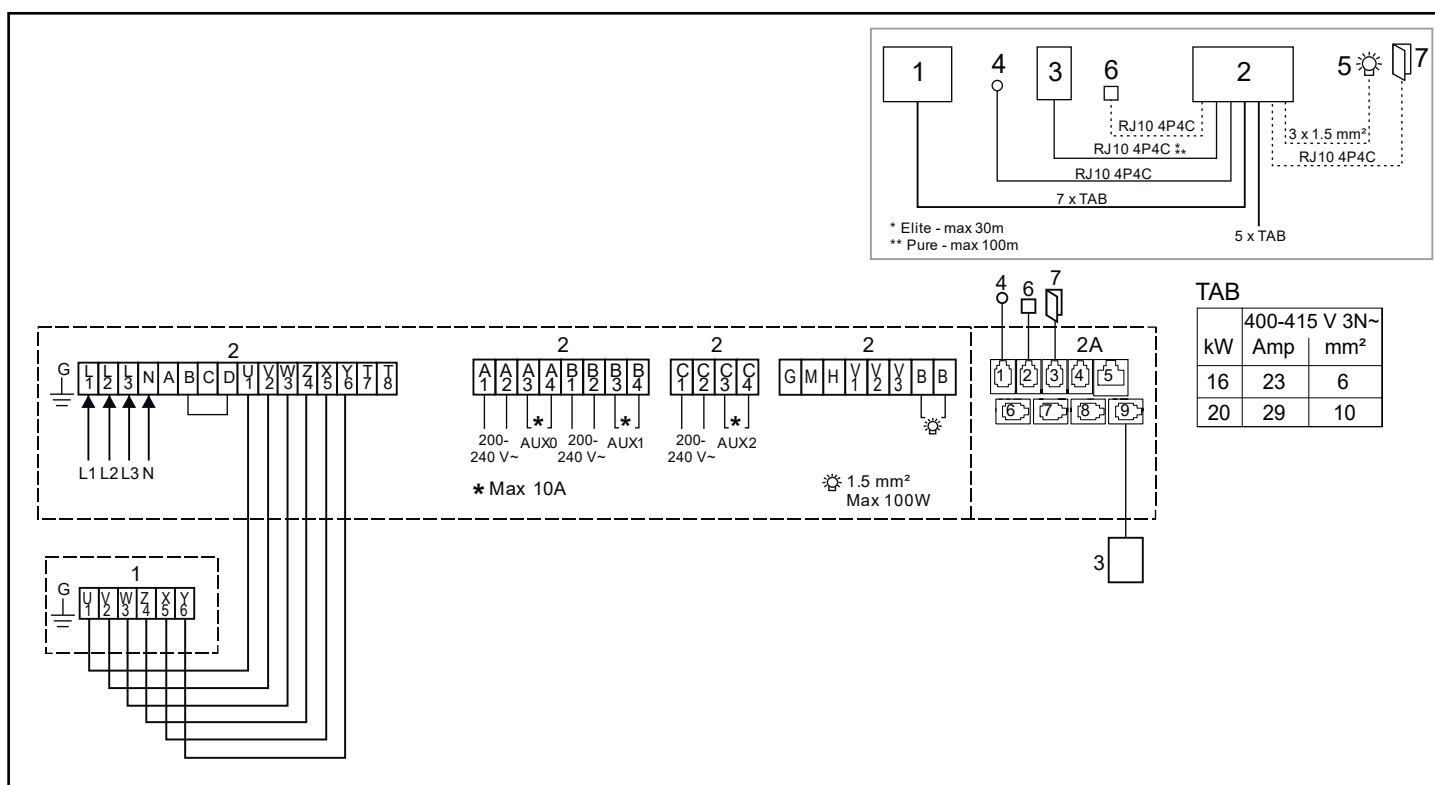 1 4 3 6 2 5 7
RJ10 4P4C
3 x 1.5 mm²
RJ10 4P4C * **
RJ10 4P4C
RJ10 4P4C
7 x TAB
* Elite - max 30m
** Pure - max 100m
5 x TAB
4 6 7
TAB
400-415 V 3N~
kW Amp mm²
16 23 6
20 29 10
2 2 2 2 2A
G L1 L2 L3 N A B C D U1 V2 W3 Z4 X5 Y6 T7 T8
A1 A2 A3 A4 B1 B2 B3 B4
C1 C2 C3 C4
G M H V1 V2 V3 B B
1 2 3 4 5
6 7 8 9
* * *
200-240 V~ AUX0 200-240 V~ AUX1
200-240 V~ AUX2
L1 L2 L3 N
* Max 10A
1.5 mm²
Max 100W
3
1
G U1 V2 W3 Z4 X5 Y6